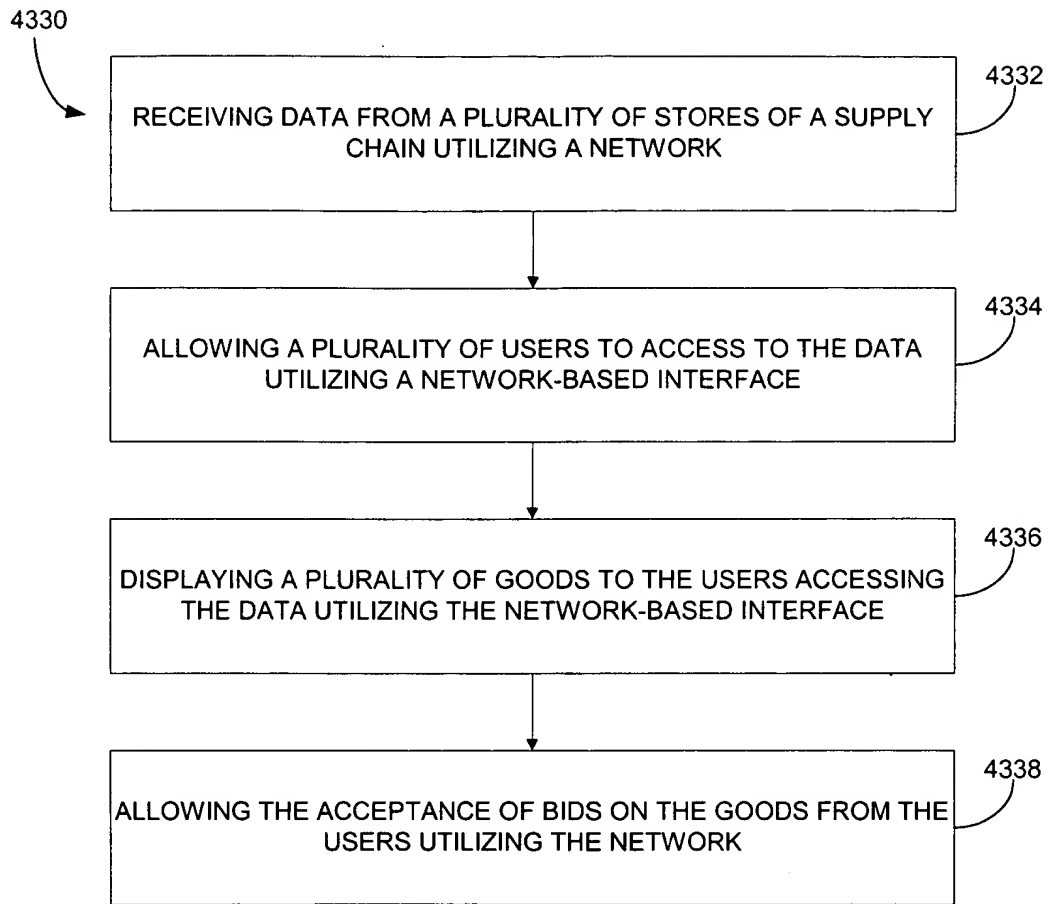 4330
4332
RECEIVING DATA FROM A PLURALITY OF STORES OF A SUPPLY
CHAIN UTILIZING A NETWORK
4334
ALLOWING A PLURALITY OF USERS TO ACCESS TO THE DATA
UTILIZING A NETWORK-BASED INTERFACE
4336
DISPLAYING A PLURALITY OF GOODS TO THE USERS ACCESSING
THE DATA UTILIZING THE NETWORK-BASED INTERFACE
4338
ALLOWING THE ACCEPTANCE OF BIDS ON THE GOODS FROM THE
USERS UTILIZING THE NETWORK